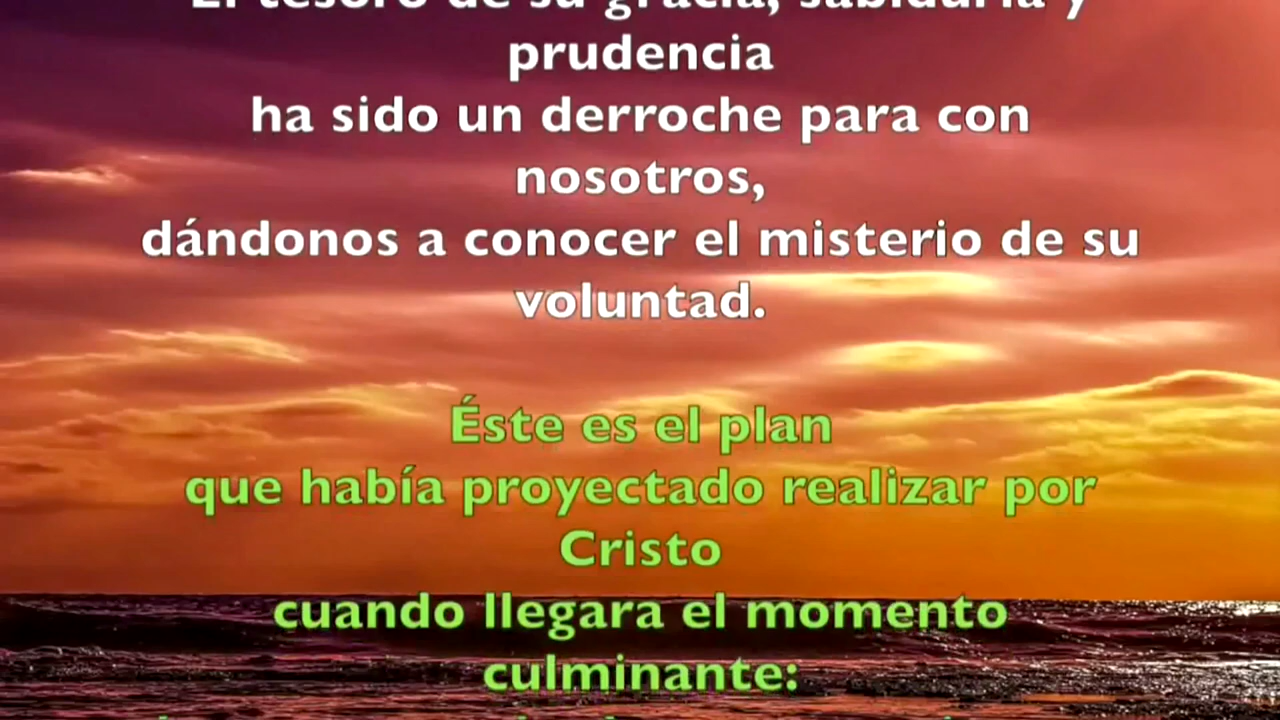 El tesoro de su gracia, sabiduría y
prudencia
ha sido un derroche para con
nosotros,
dándonos a conocer el misterio de su
voluntad.
Éste es el plan
que había proyectado realizar por
Cristo
cuando llegara el momento
culminante: